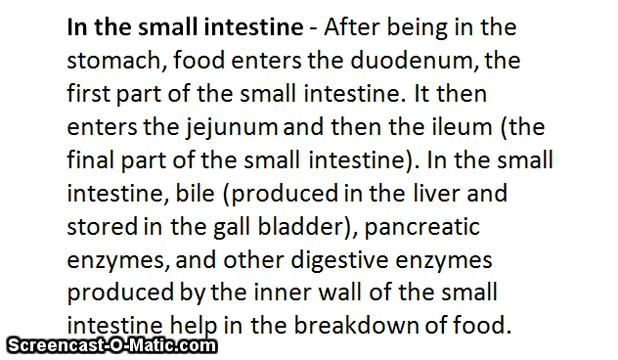 In the small intestine - After being in the
stomach, food enters the duodenum, the
first part of the small intestine. It then
enters the jejunum and then the ileum (the
final part of the small intestine). In the small
intestine, bile (produced in the liver and
stored in the gall bladder), pancreatic
enzymes, and other digestive enzymes
produced by the inner wall of the small
intestine help in the breakdown of food.
Screencast-O-Matic.com